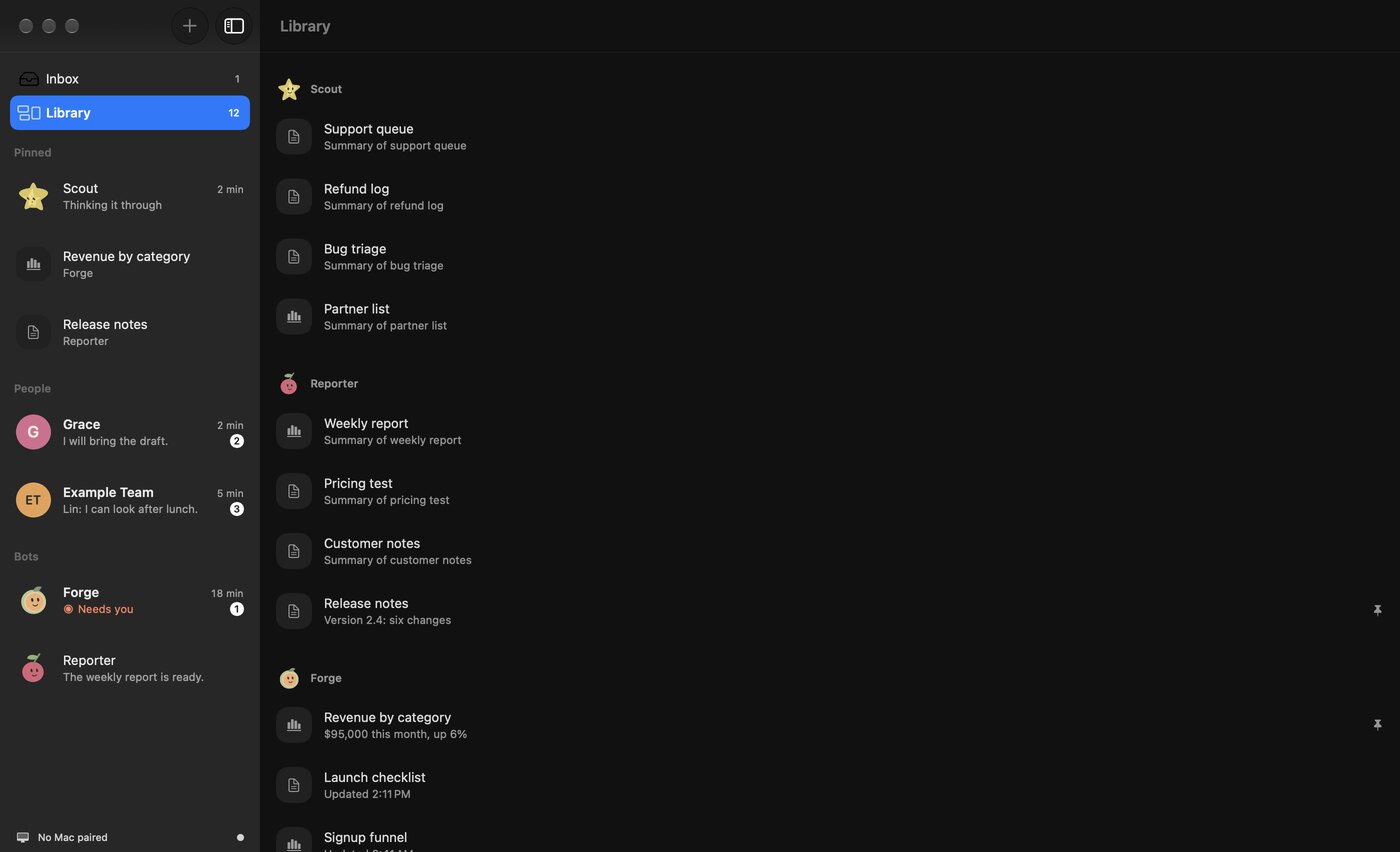 Library
Inbox
1
Library
12
Pinned
Scout
2 min
Thinking it through
Revenue by category
Forge
Release notes
Reporter
People
G
Grace
2 min
I will bring the draft.
2
ET
Example Team
5 min
Lin: I can look after lunch.
3
Bots
Forge
18 min
Needs you
1
Reporter
The weekly report is ready.
No Mac paired
Scout
Support queue
Summary of support queue
Refund log
Summary of refund log
Bug triage
Summary of bug triage
Partner list
Summary of partner list
Reporter
Weekly report
Summary of weekly report
Pricing test
Summary of pricing test
Customer notes
Summary of customer notes
Release notes
Version 2.4: six changes
Forge
Revenue by category
$95,000 this month, up 6%
Launch checklist
Updated 2:11 PM
Signup funnel